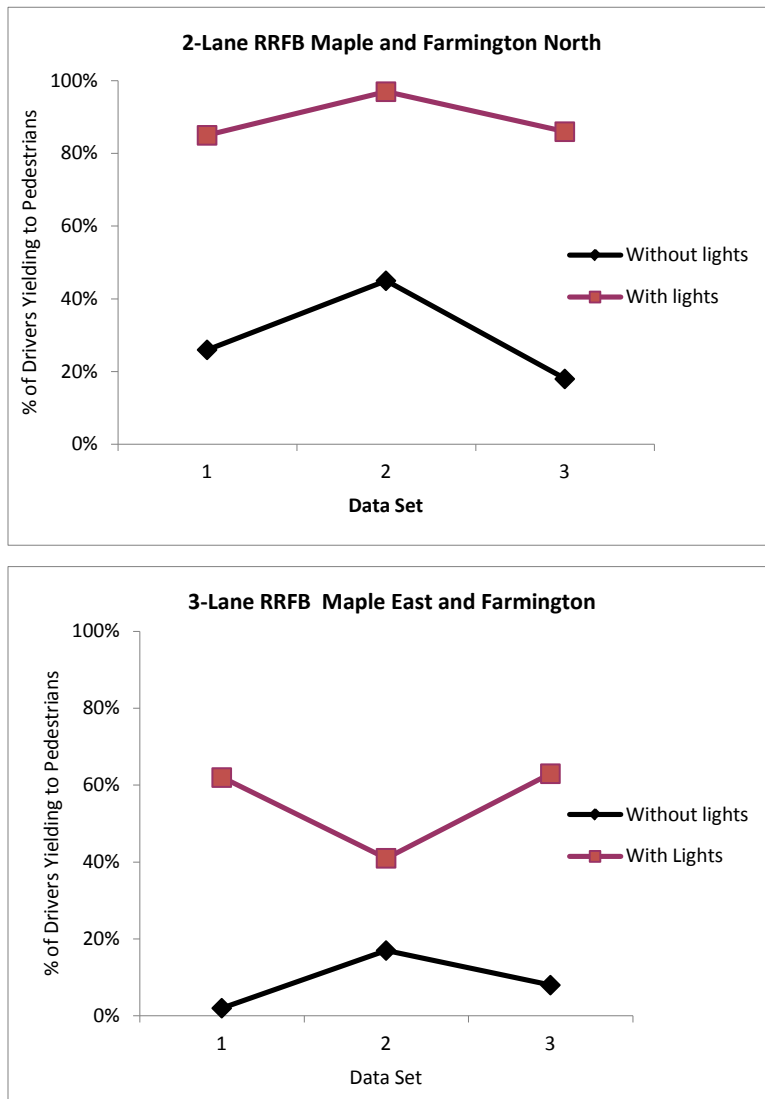 2-Lane RRFB Maple and Farmington North
% of Drivers Yielding to Pedestrians
100%
80%
60%
40%
20%
0%
1 2 3
Data Set
Without lights
With lights
3-Lane RRFB Maple East and Farmington
% of Drivers Yielding to Pedestrians
100%
80%
60%
40%
20%
0%
1 2 3
Data Set
Without lights
With Lights